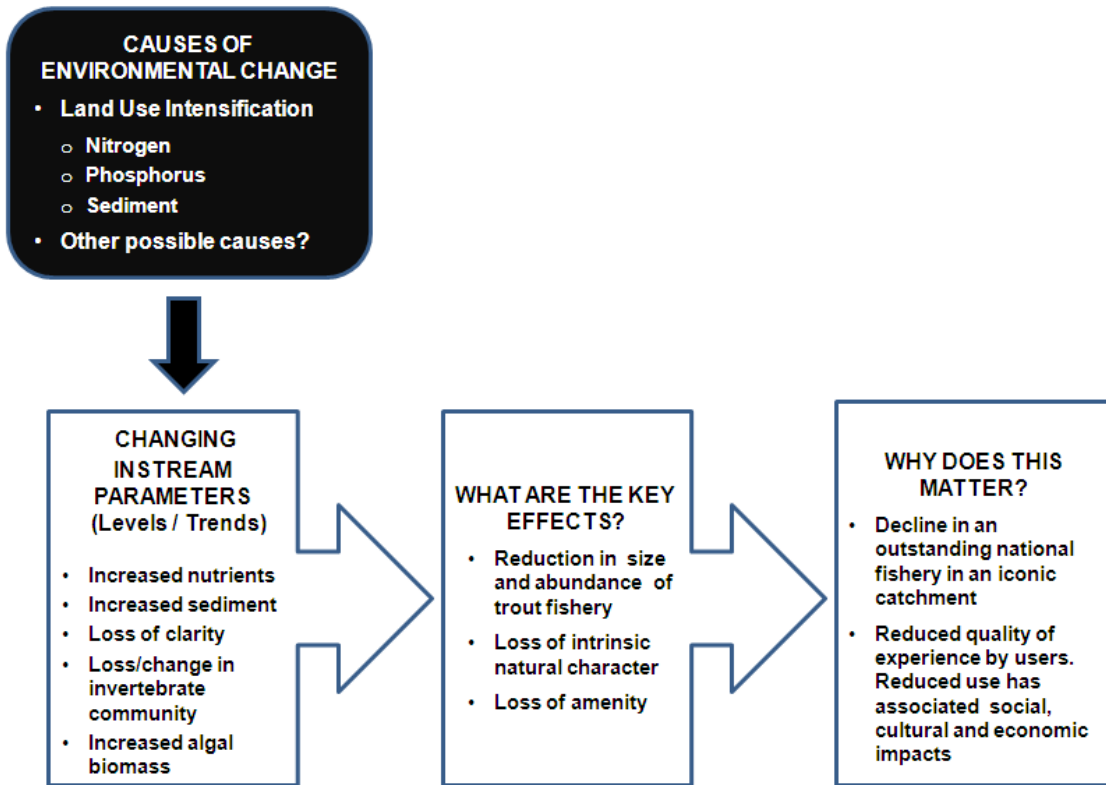 CAUSES OF
ENVIRONMENTAL CHANGE
• Land Use Intensification
o Nitrogen
o Phosphorus
o Sediment
• Other possible causes?
CHANGING
INSTREAM
PARAMETERS
(Levels / Trends)
• Increased nutrients
• Increased sediment
• Loss of clarity
• Loss/change in
invertebrate
community
• Increased algal
biomass
WHAT ARE THE KEY
EFFECTS?
• Reduction in size
and abundance of
trout fishery
• Loss of intrinsic
natural character
• Loss of amenity
WHY DOES THIS
MATTER?
• Decline in an
outstanding national
fishery in an iconic
catchment
• Reduced quality of
experience by users.
Reduced use has
associated social,
cultural and economic
impacts